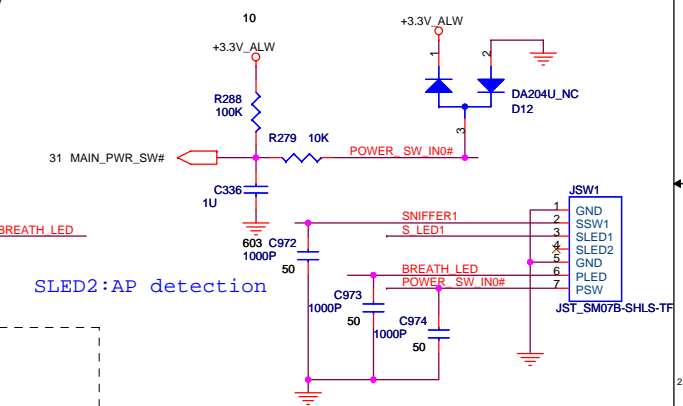 10
+3.3V_ALW
+3.3V_ALW
1
2
R288
100K
DA204U_NC
D12
3
R279 10K
31 MAIN_PWR_SW#
POWER_SW_IN0#
C336
1U
603
JSW1
1 GND
2 SSW1
3 SLED1
4 SLED2
5 GND
6 PLED
7 PSW
JST_SM07B-SHLS-TF
SNIFFER1
S_LED1
BREATH_LED
C972
1000P
50
BREATH_LED
POWER_SW_IN0#
SLED2:AP detection
C973
1000P
50
C974
1000P
50
2